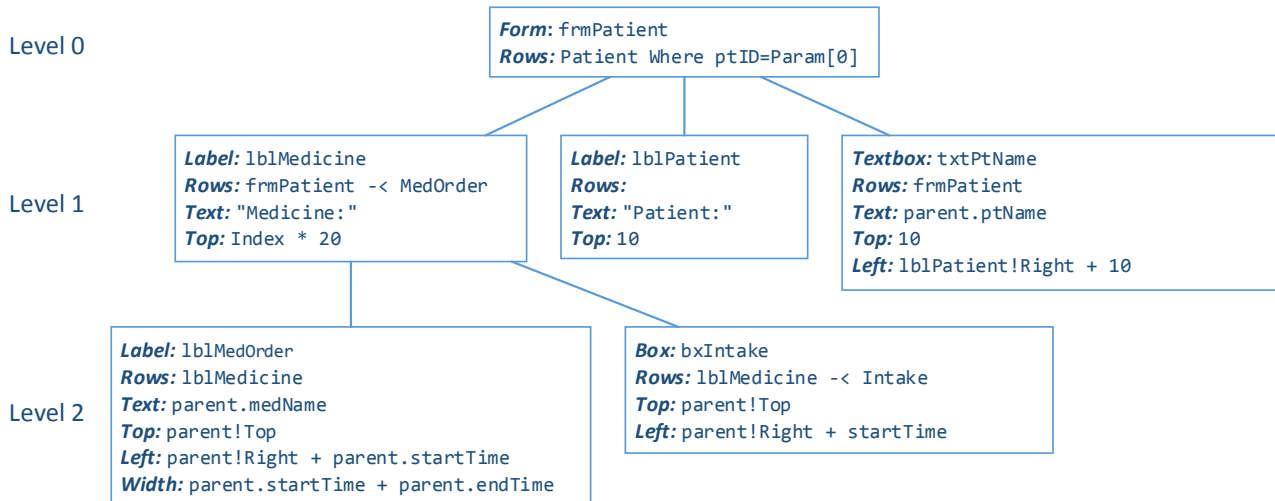 Level 0
Form: frmPatient
Rows: Patient Where ptID=Param[0]
Level 1
Label: lblMedicine
Rows: frmPatient -< MedOrder
Text: "Medicine:"
Top: Index * 20
Label: lblPatient
Rows:
Text: "Patient:"
Top: 10
Textbox: txtPtName
Rows: frmPatient
Text: parent.ptName
Top: 10
Left: lblPatient!Right + 10
Level 2
Label: lblMedOrder
Rows: lblMedicine
Text: parent.medName
Top: parent!Top
Left: parent!Right + parent.startTime
Width: parent.startTime + parent.endTime
Box: bxIntake
Rows: lblMedicine -< Intake
Top: parent!Top
Left: parent!Right + startTime